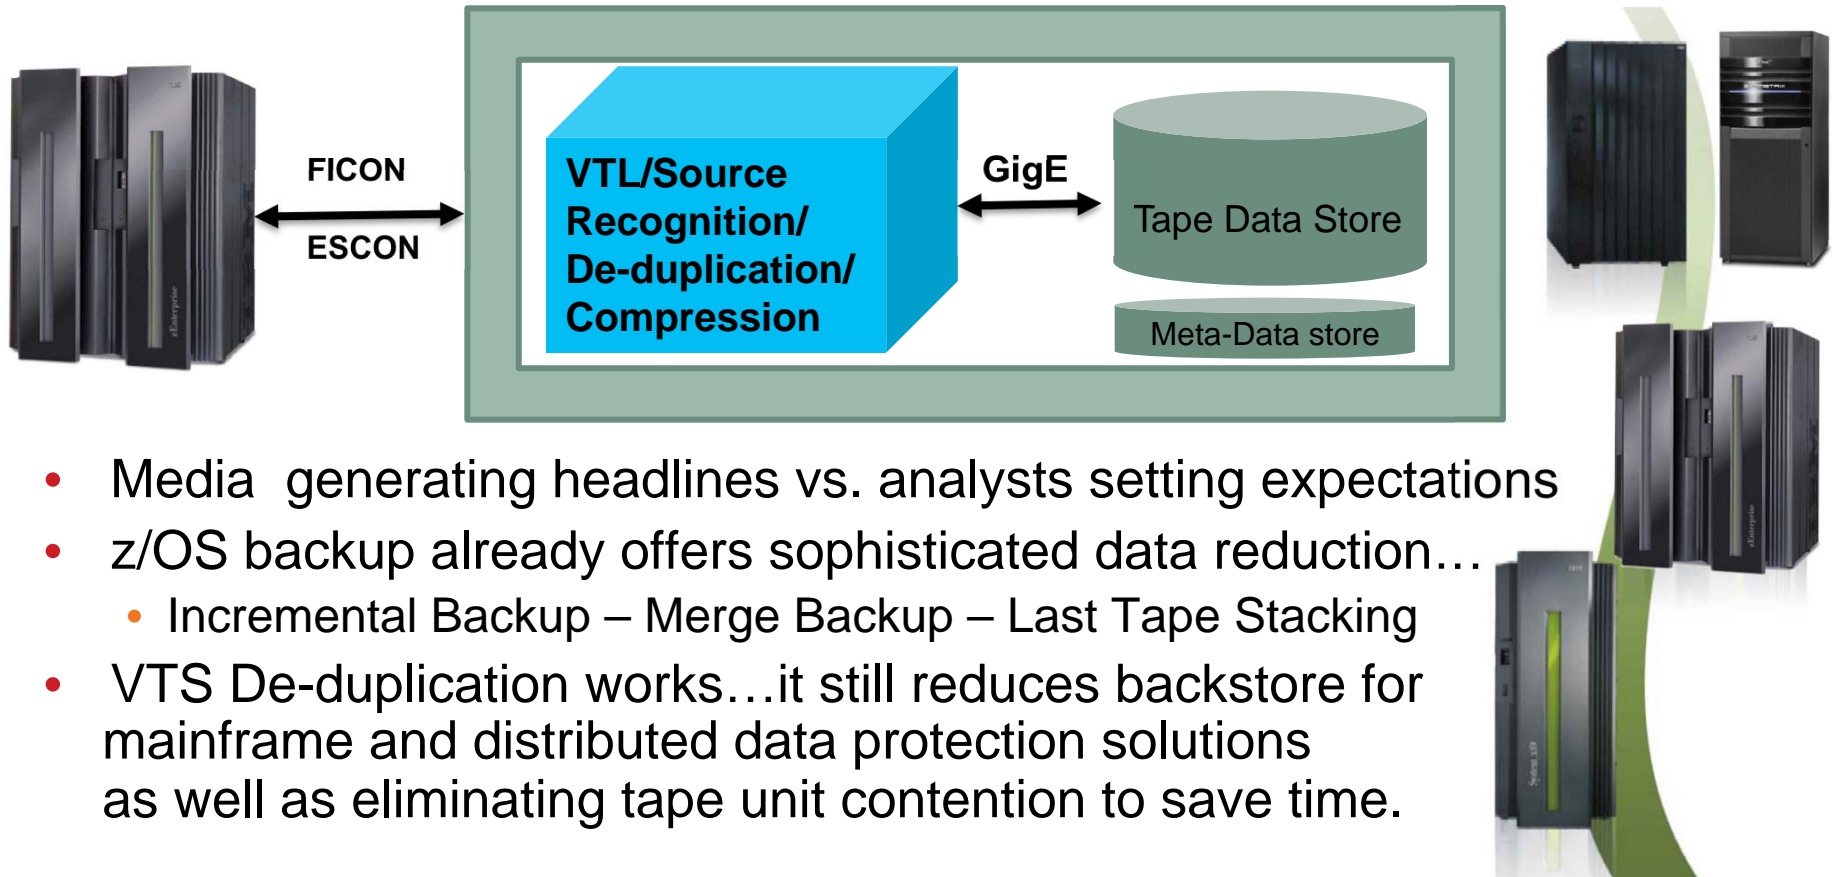 FICON
ESCON
VTL/Source
Recognition/
De-duplication/
Compression
GigE
Tape Data Store
Meta-Data store
zEnterprise
zEnterprise
• Media  generating headlines vs. analysts setting expectations
• z/OS backup already offers sophisticated data reduction…
• Incremental Backup – Merge Backup – Last Tape Stacking
• VTS De-duplication works…it still reduces backstore for
mainframe and distributed data protection solutions
as well as eliminating tape unit contention to save time.